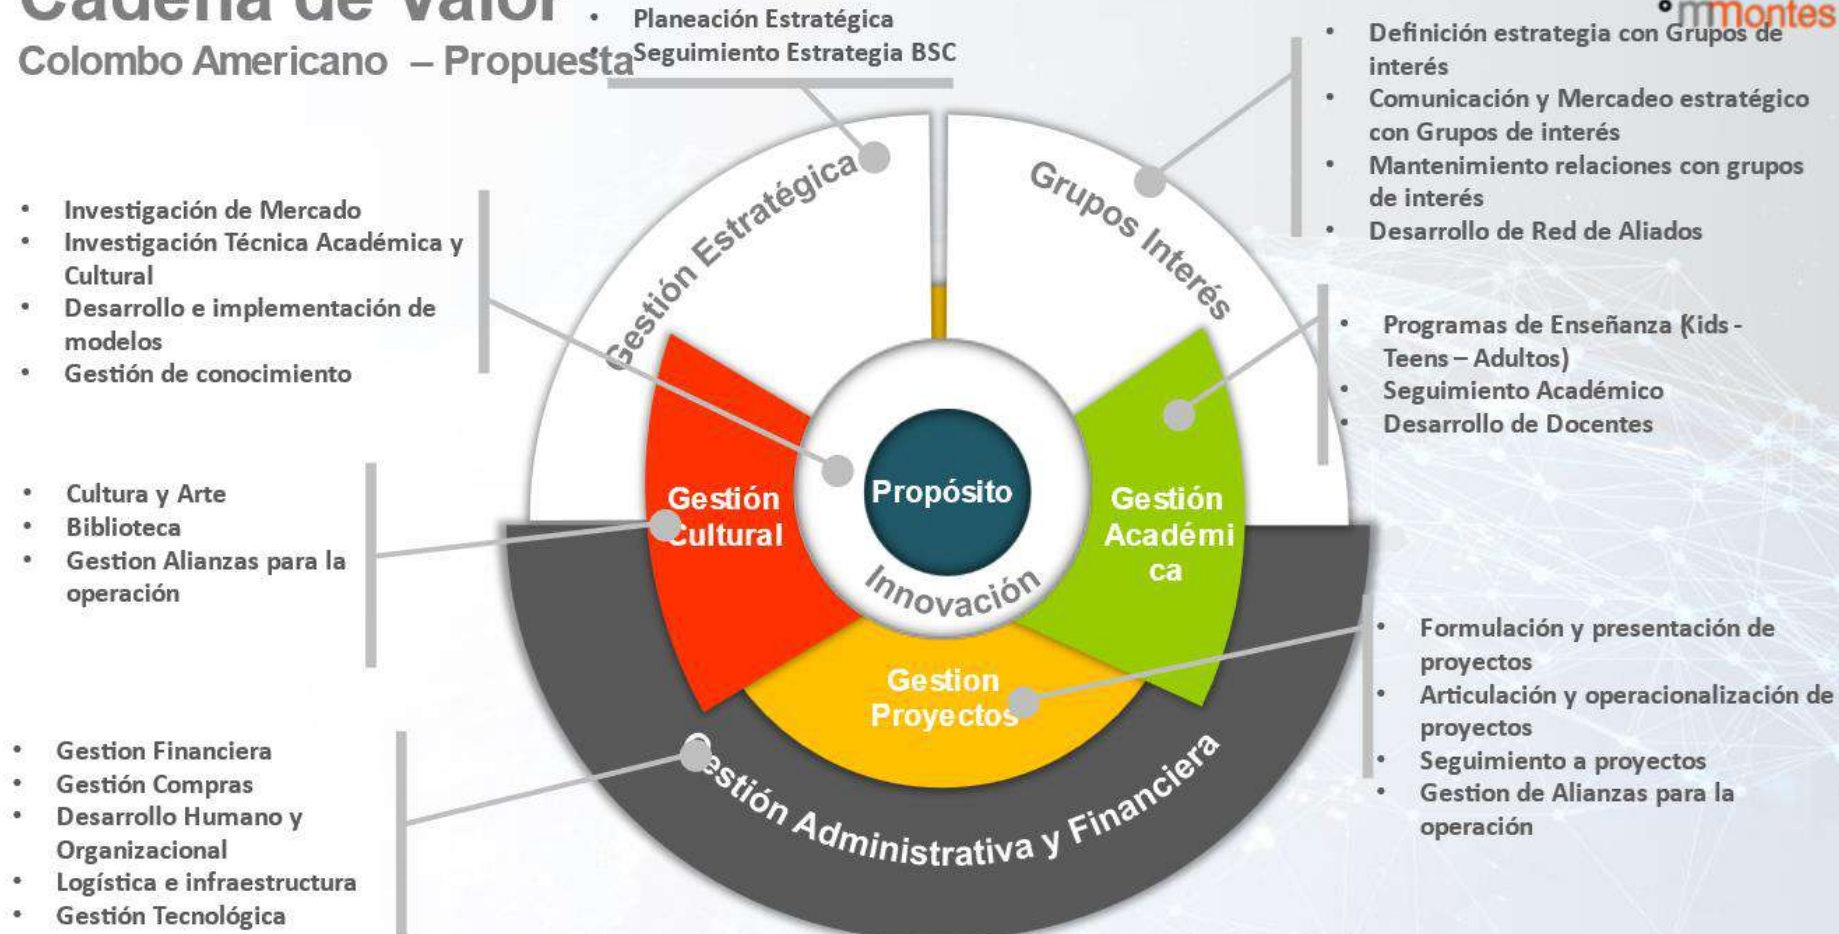 Cadena de Valor
Colombo Americano – Propuesta
• Planeación Estratégica
• Seguimiento Estrategia BSC
mmontes
• Definición estrategia con Grupos de
interés
• Comunicación y Mercadeo estratégico
con Grupos de interés
• Mantenimiento relaciones con grupos
de interés
• Desarrollo de Red de Aliados
• Investigación de Mercado
• Investigación Técnica Académica y
Cultural
• Desarrollo e implementación de
modelos
• Gestión de conocimiento
Gestión Estratégica
Grupos Interés
• Programas de Enseñanza (Kids -
Teens – Adultos)
• Seguimiento Académico
• Desarrollo de Docentes
• Cultura y Arte
• Biblioteca
• Gestion Alianzas para la
operación
Gestión
Cultural
Propósito
Innovación
Gestión
Académi
ca
Gestion
Proyectos
• Formulación y presentación de
proyectos
• Articulación y operacionalización de
proyectos
• Seguimiento a proyectos
• Gestion de Alianzas para la
operación
• Gestion Financiera
• Gestión Compras
• Desarrollo Humano y
Organizacional
• Logística e infraestructura
• Gestión Tecnológica
Gestión Administrativa y Financiera